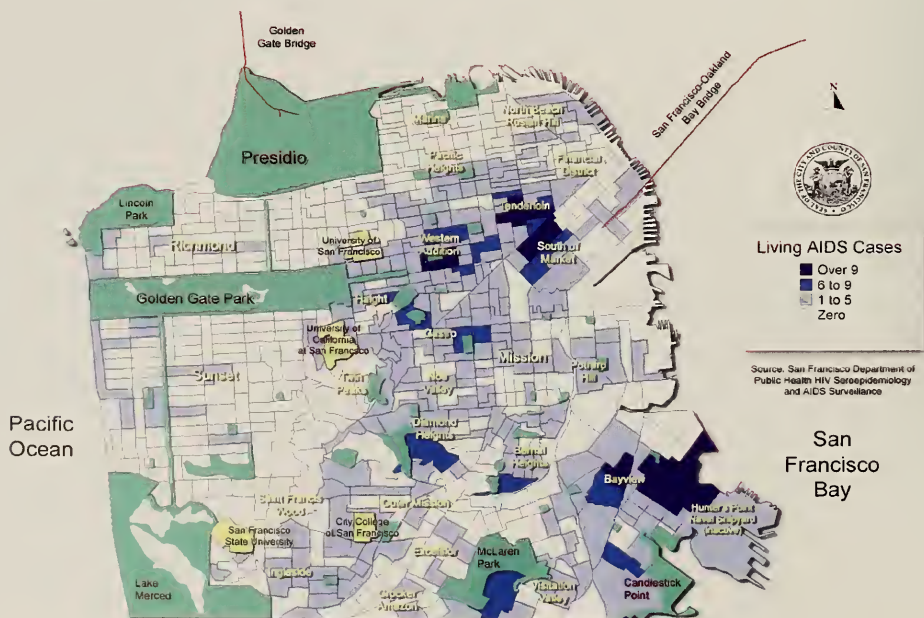 Golden
Gate Bridge
San Francisco-Oakland
Bay Bridge
N
Marina
North Beach
Russian Hill
Presidio
Pacific
Heights
Financial
District
Lincoln
Park
Tenderloin
Richmond
University of
San Francisco
Western
Addition
South of
Market
Living AIDS Cases
Over 9
6 to 9
1 to 5
Zero
Golden Gate Park
Haight
University of
California
at San Francisco
Castro
Mission
Sunset
Twin
Peaks
Noe
Valley
Potrero
Hill
Source: San Francisco Department of
Public Health HIV Seroepidemiology
and AIDS Surveillance
Pacific
Ocean
Diamond
Heights
Bernal
Heights
San
Francisco
Bay
Bayview
Saint Francis
Wood
Outer Mission
Hunter's Point
Naval Shipyard
(inactive)
San Francisco
State University
City College
of San Francisco
Excelsior
McLaren
Park
Ingleside
Lake
Merced
Crocker
Amazon
Visitation
Valley
Candlestick
Point